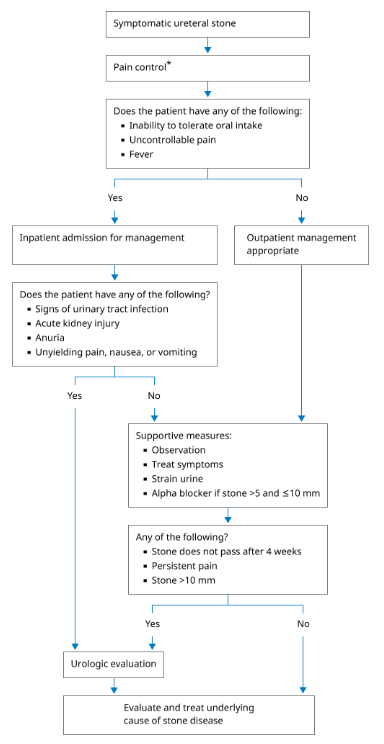 Symptomatic ureteral stone
Pain control*
Does the patient have any of the following:
▪ Inability to tolerate oral intake
▪ Uncontrollable pain
▪ Fever
Yes
No
Inpatient admission for management
Outpatient management
appropriate
Does the patient have any of the following?
▪ Signs of urinary tract infection
▪ Acute kidney injury
▪ Anuria
▪ Unyielding pain, nausea, or vomiting
Yes
No
Supportive measures:
▪ Observation
▪ Treat symptoms
▪ Strain urine
▪ Alpha blocker if stone >5 and ≤10 mm
Any of the following?
▪ Stone does not pass after 4 weeks
▪ Persistent pain
▪ Stone >10 mm
Yes
No
Urologic evaluation
Evaluate and treat underlying
cause of stone disease